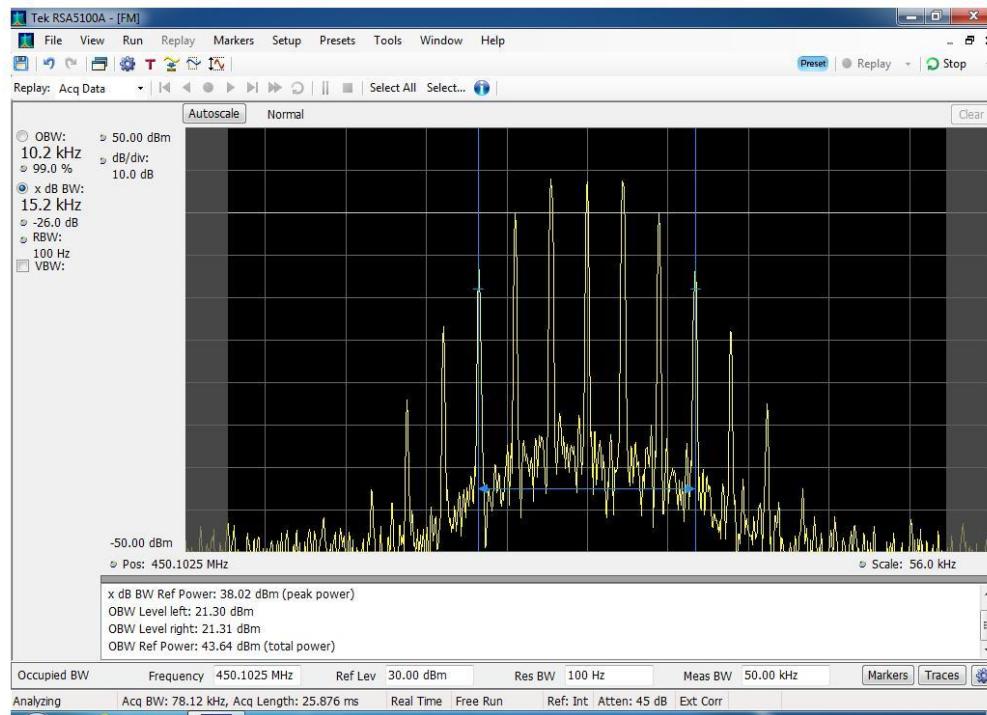 Tek RSA5100A - [FM]
File View Run Replay Markers Setup Presets Tools Window Help
Preset Replay Stop
Replay: Acq Data Select All Select...
Autoscale Normal Clear
OBW:
10.2 kHz
99.0 %
x dB BW:
15.2 kHz
-26.0 dB
RBW:
100 Hz
VBW:
50.00 dBm
dB/div:
10.0 dB
-50.00 dBm
Pos: 450.1025 MHz Scale: 56.0 kHz
x dB BW Ref Power: 38.02 dBm (peak power)
OBW Level left: 21.30 dBm
OBW Level right: 21.31 dBm
OBW Ref Power: 43.64 dBm (total power)
Occupied BW Frequency 450.1025 MHz Ref Lev 30.00 dBm Res BW 100 Hz Meas BW 50.00 kHz Markers Traces
Analyzing Acq BW: 78.12 kHz, Acq Length: 25.876 ms Real Time Free Run Ref: Int Atten: 45 dB Ext Corr